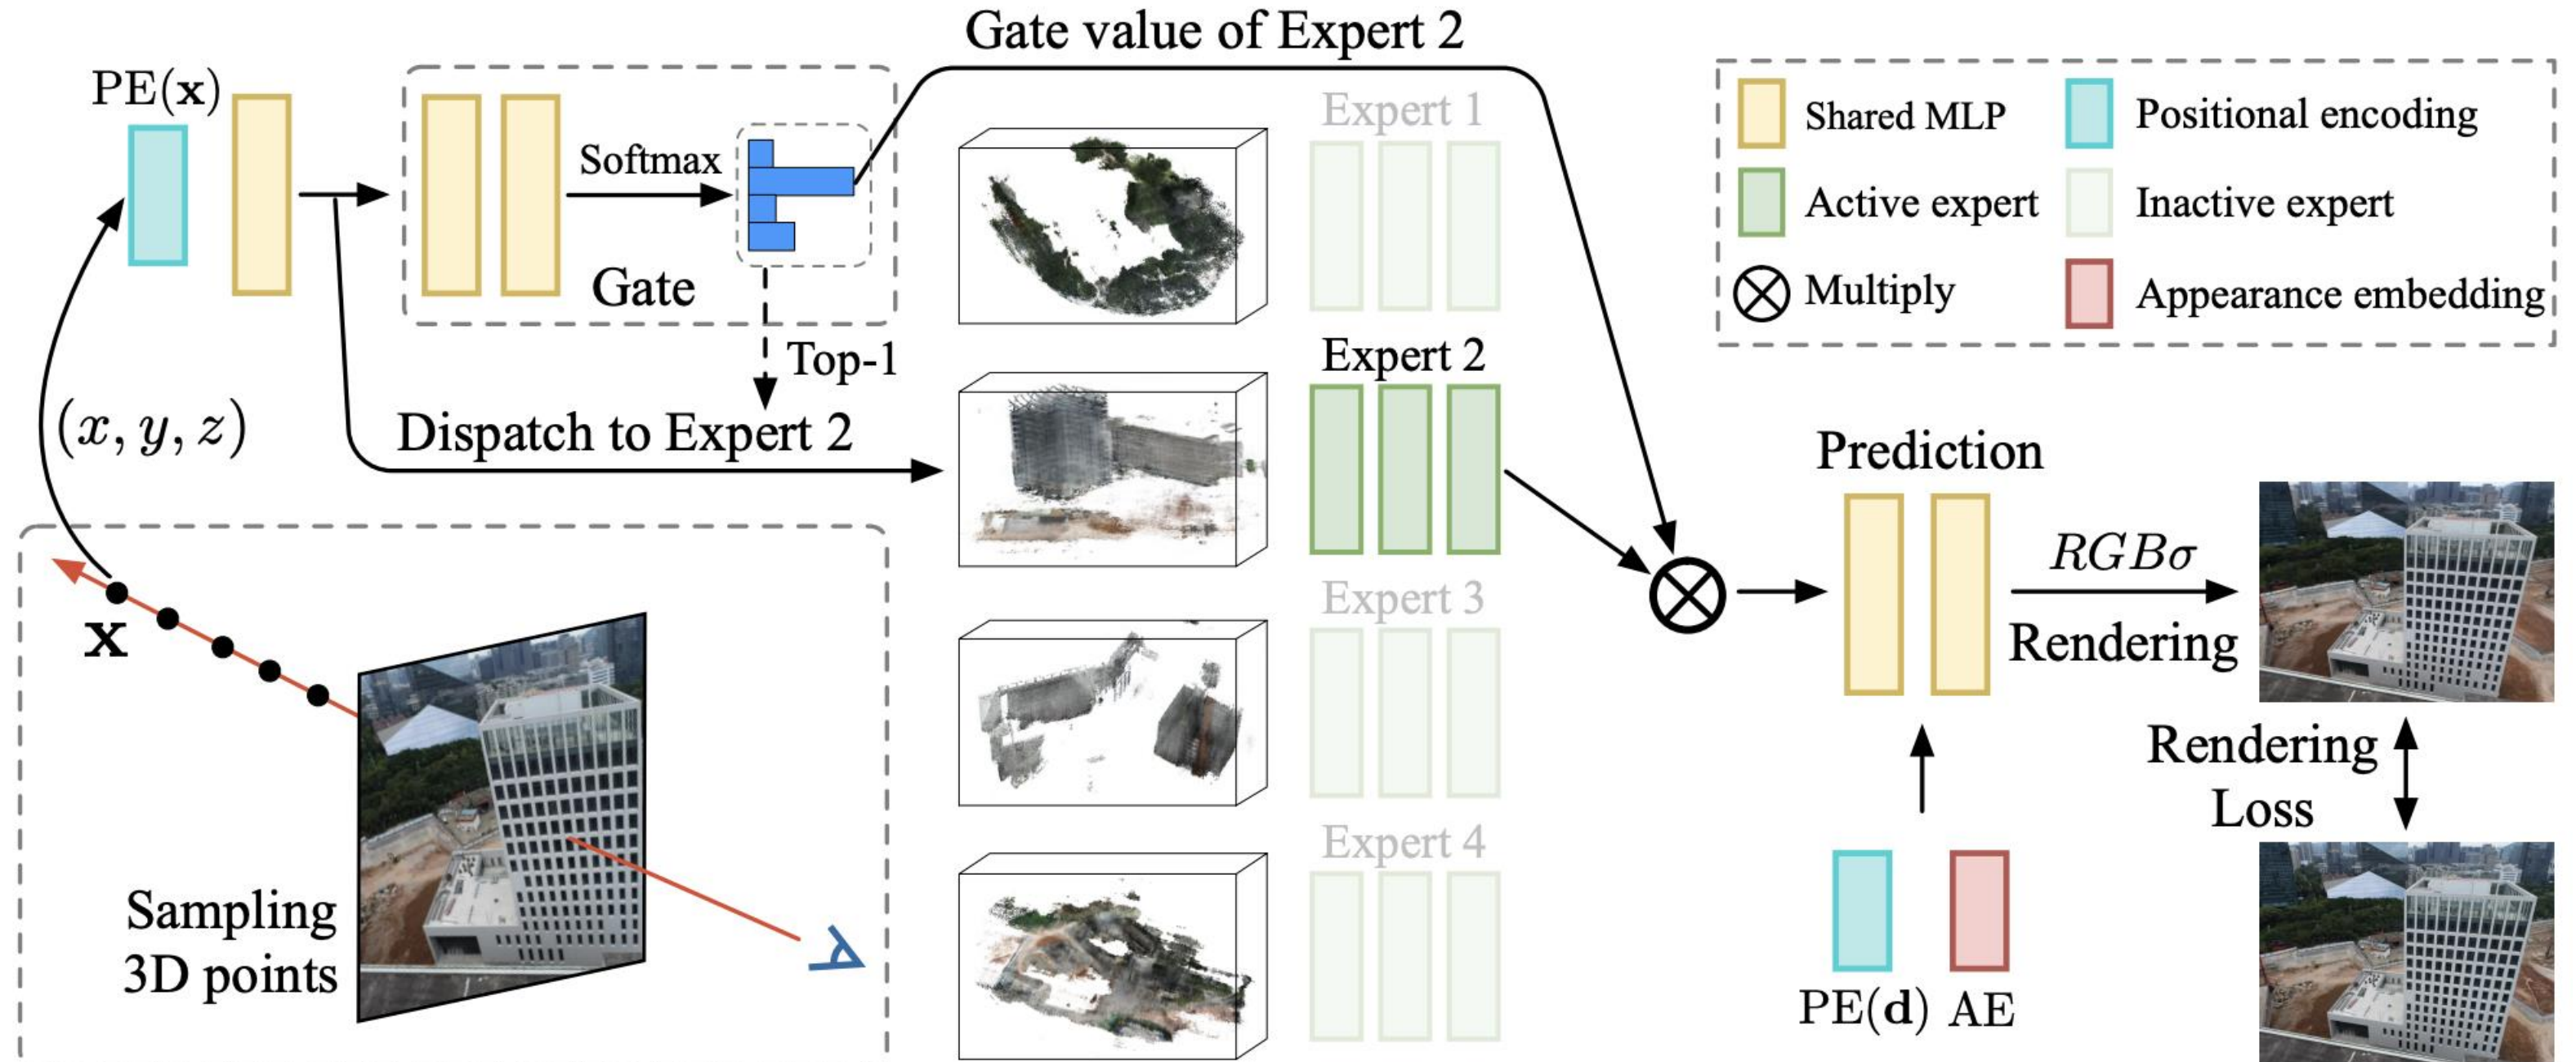 Gate value of Expert 2
PE(x)
Softmax
Gate
Top-1
Dispatch to Expert 2
(x, y, z)
x
Sampling
3D points
Expert 1
Expert 2
Expert 3
Expert 4
Shared MLP
Positional encoding
Active expert
Inactive expert
Multiply
Appearance embedding
Prediction
RGBσ
Rendering
Rendering
Loss
PE(d)
AE